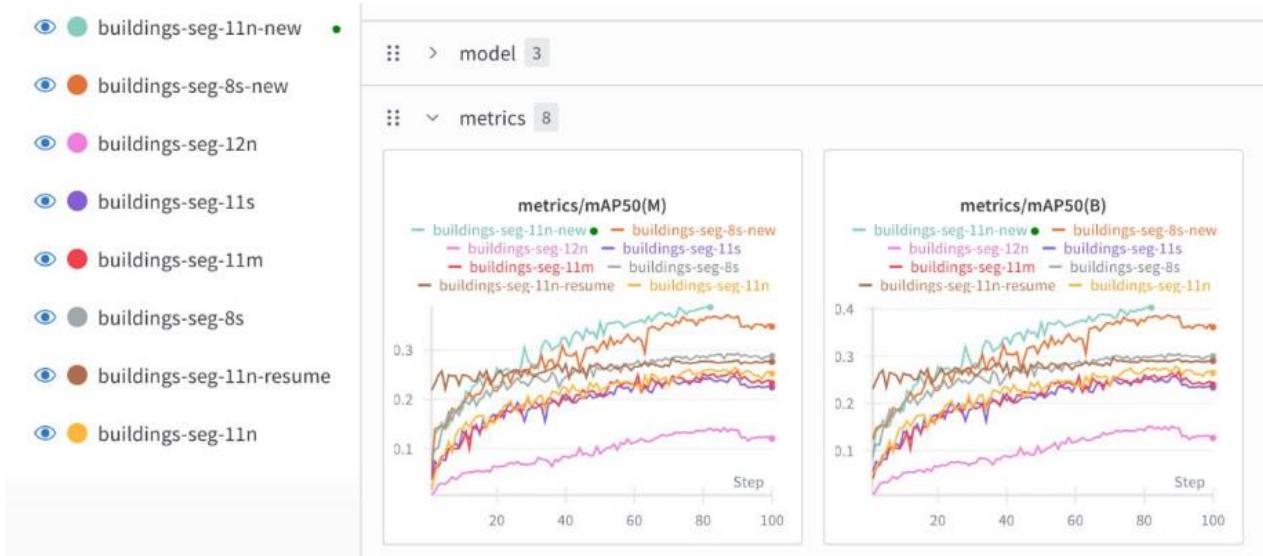 buildings-seg-11n-new
buildings-seg-8s-new
buildings-seg-12n
buildings-seg-11s
buildings-seg-11m
buildings-seg-8s
buildings-seg-11n-resume
buildings-seg-11n
model 3
metrics 8
metrics/mAP50(M)
buildings-seg-11n-new buildings-seg-8s-new
buildings-seg-12n buildings-seg-11s
buildings-seg-11m buildings-seg-8s
buildings-seg-11n-resume buildings-seg-11n
0.3
0.2
0.1
Step
20 40 60 80 100
metrics/mAP50(B)
buildings-seg-11n-new buildings-seg-8s-new
buildings-seg-12n buildings-seg-11s
buildings-seg-11m buildings-seg-8s
buildings-seg-11n-resume buildings-seg-11n
0.4
0.3
0.2
0.1
Step
20 40 60 80 100